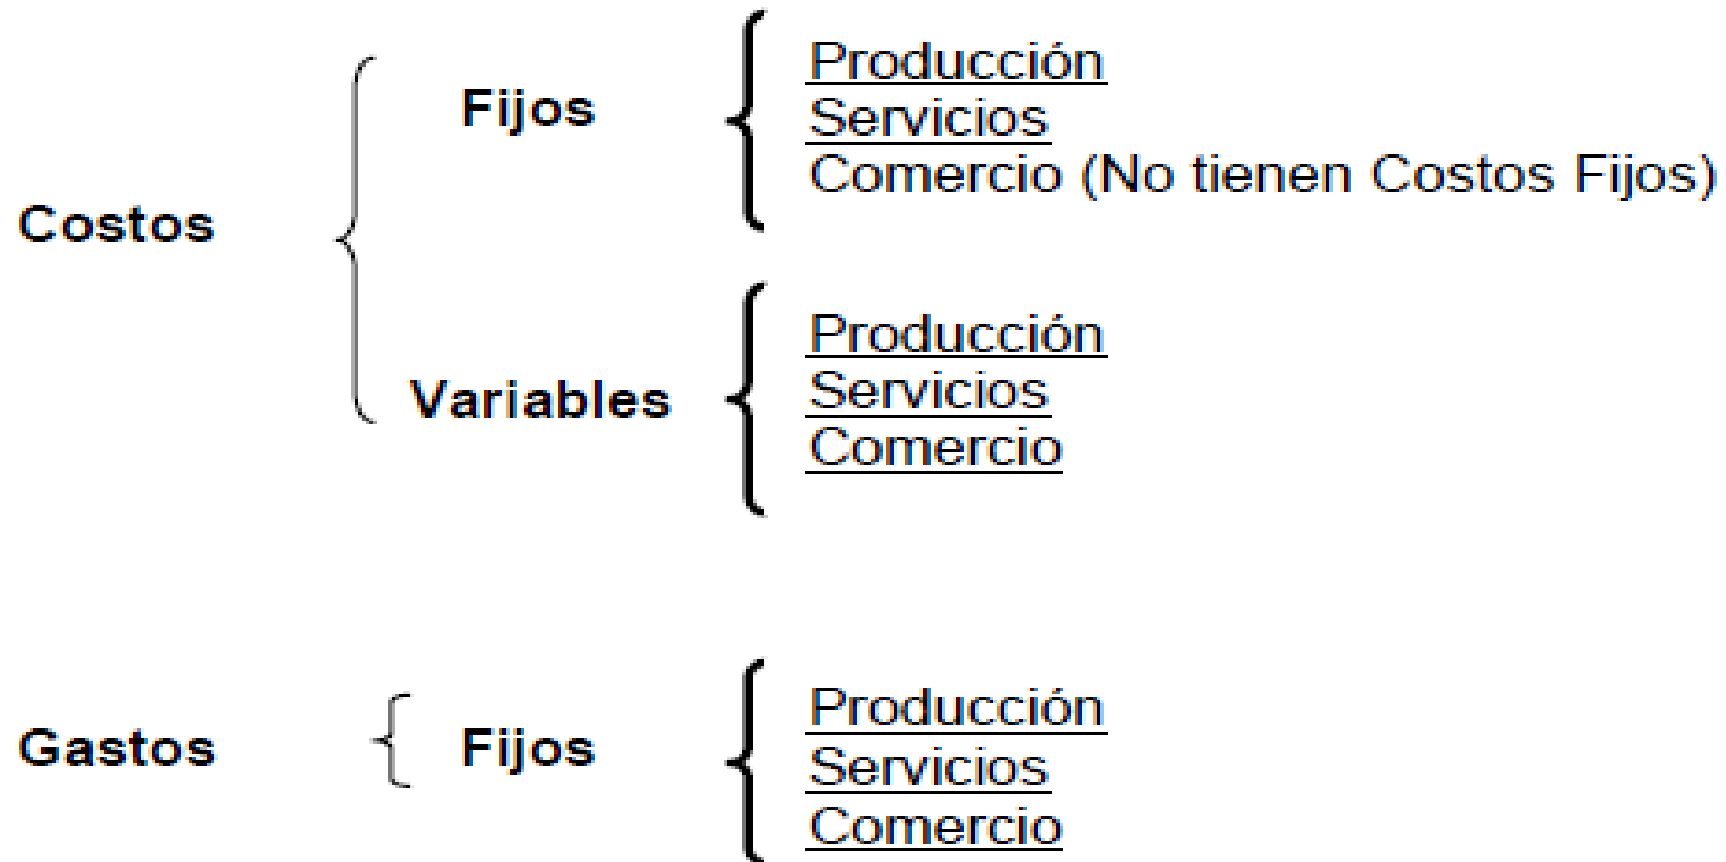 Costos
Fijos
Producción
Servicios
Comercio (No tienen Costos Fijos)
Variables
Producción
Servicios
Comercio
Gastos
Fijos
Producción
Servicios
Comercio